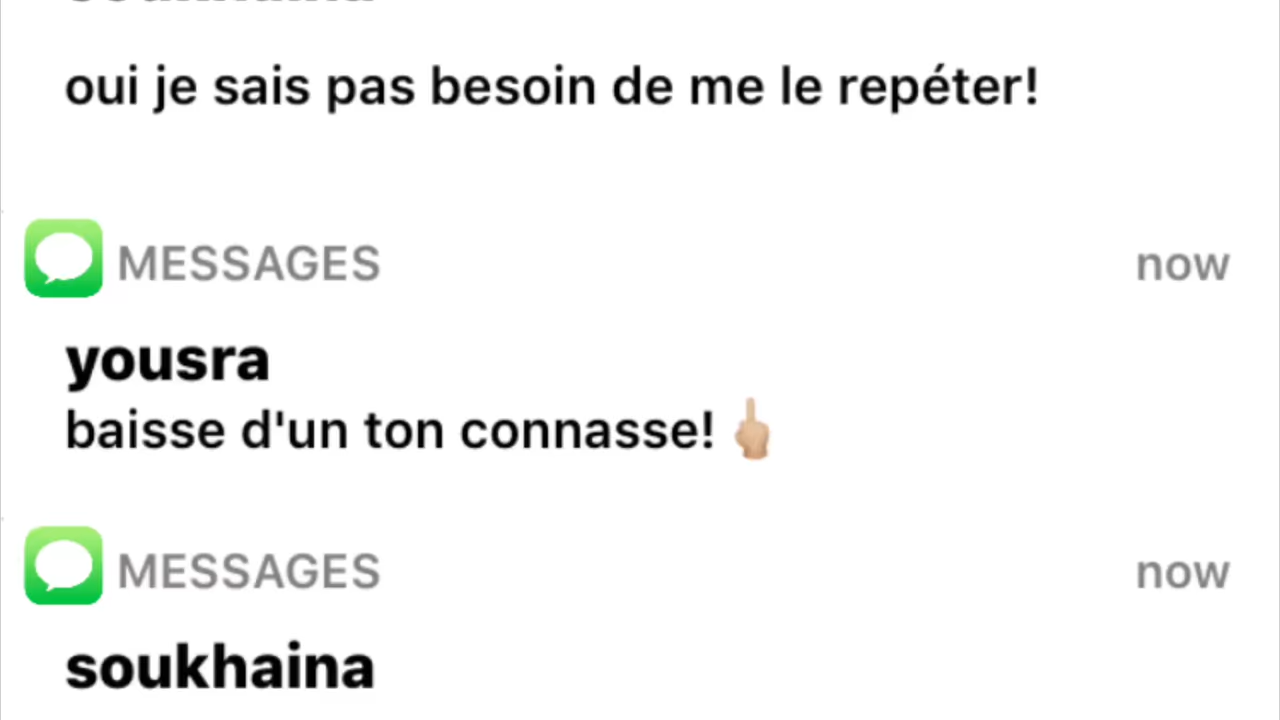 oui je sais pas besoin de me le repéter!
MESSAGES
now
yousra
baisse d'un ton connasse! 🖕🏼
MESSAGES
now
soukhaina